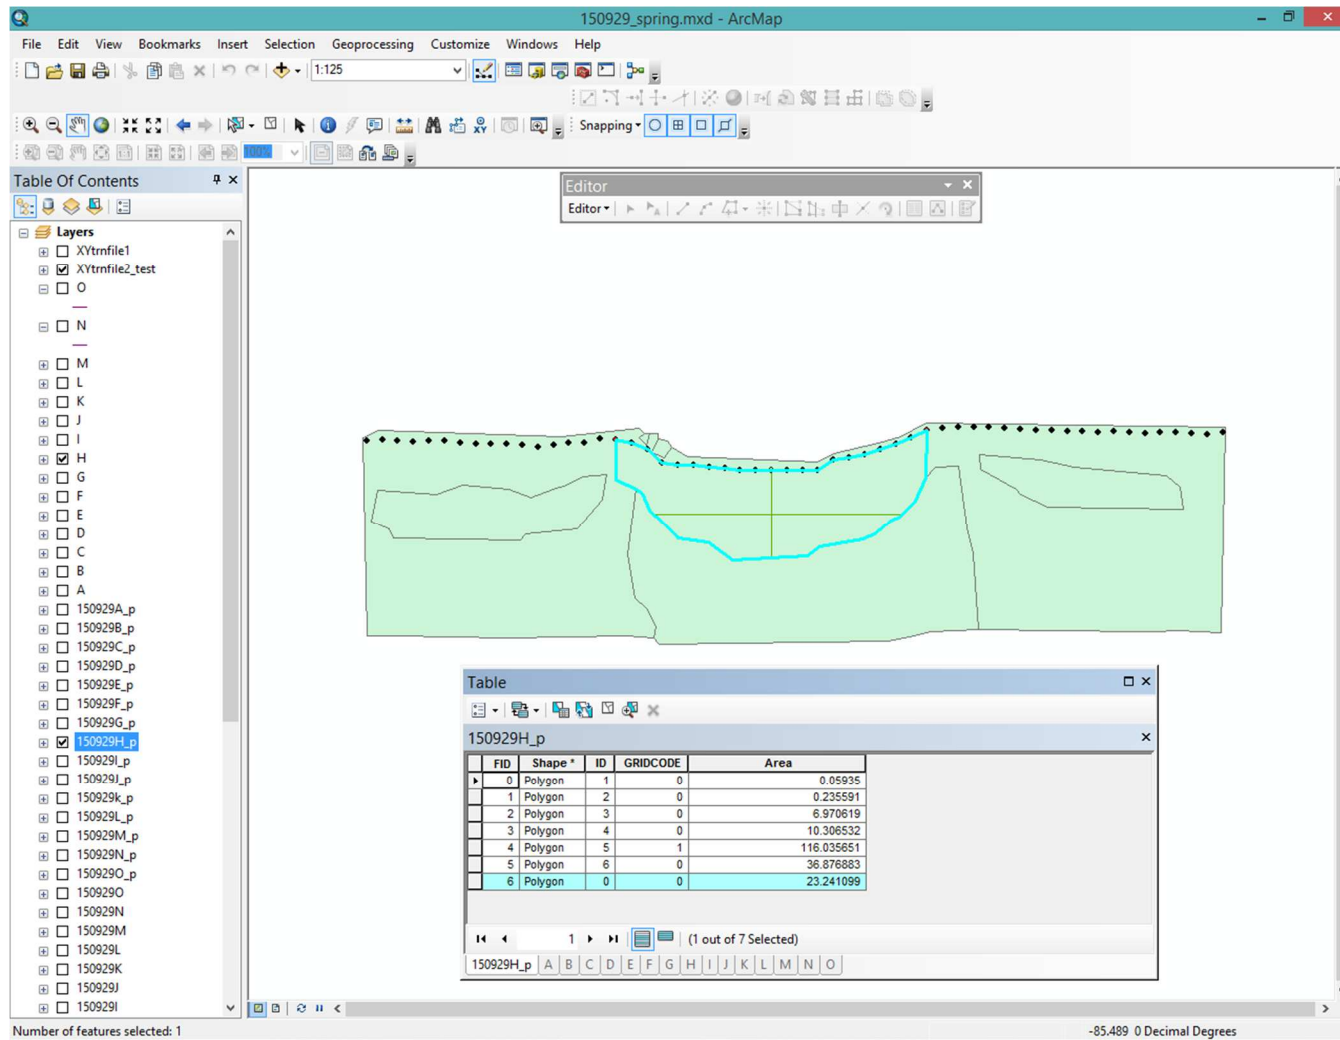 150929_spring.mxd - ArcMap
File Edit View Bookmarks Insert Selection Geoprocessing Customize Windows Help
1:125
Snapping
100%
Table Of Contents
Layers
XYtrnfile1
XYtrnfile2_test
O
N
M
L
K
J
I
H
G
F
E
D
C
B
A
150929A_p
150929B_p
150929C_p
150929D_p
150929E_p
150929F_p
150929G_p
150929H_p
150929I_p
150929J_p
150929k_p
150929L_p
150929M_p
150929N_p
150929O_p
150929O
150929N
150929M
150929L
150929K
150929J
150929I
Editor
Editor
Table
150929H_p
FID Shape * ID GRIDCODE Area
0 Polygon 1 0 0.05935
1 Polygon 2 0 0.235591
2 Polygon 3 0 6.970619
3 Polygon 4 0 10.306532
4 Polygon 5 1 116.035651
5 Polygon 6 0 36.876883
6 Polygon 0 0 23.241099
1 (1 out of 7 Selected)
150929H_p A B C D E F G H I J K L M N O
Number of features selected: 1
-85.489 0 Decimal Degrees